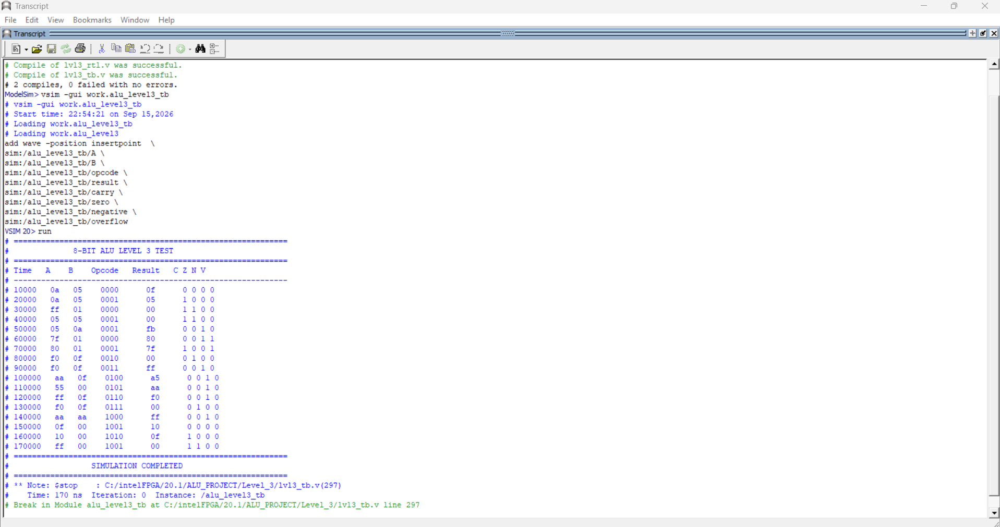 Transcript
File Edit View Bookmarks Window Help
Transcript
# Compile of lvl3_rtl.v was successful.
# Compile of lvl3_tb.v was successful.
# 2 compiles, 0 failed with no errors.
ModelSim> vsim -gui work.alu_level3_tb
# vsim -gui work.alu_level3_tb
# Start time: 22:54:21 on Sep 15,2026
# Loading work.alu_level3_tb
# Loading work.alu_level3
add wave -position insertpoint  \
sim:/alu_level3_tb/A \
sim:/alu_level3_tb/B \
sim:/alu_level3_tb/opcode \
sim:/alu_level3_tb/result \
sim:/alu_level3_tb/carry \
sim:/alu_level3_tb/zero \
sim:/alu_level3_tb/negative \
sim:/alu_level3_tb/overflow
VSIM 20> run
# ============================================================
#              8-BIT ALU LEVEL 3 TEST
# ============================================================
# Time   A    B    Opcode   Result   C Z N V
# ------------------------------------------------------------
# 10000   0a   05    0000      0f      0 0 0 0
# 20000   0a   05    0001      05      1 0 0 0
# 30000   ff   01    0000      00      1 1 0 0
# 40000   05   05    0001      00      1 1 0 0
# 50000   05   0a    0001      fb      0 0 1 0
# 60000   7f   01    0000      80      0 0 1 1
# 70000   80   01    0001      7f      1 0 0 1
# 80000   f0   0f    0010      00      0 1 0 0
# 90000   f0   0f    0011      ff      0 0 1 0
# 100000   aa   0f    0100      a5      0 0 1 0
# 110000   55   00    0101      aa      0 0 1 0
# 120000   ff   0f    0110      f0      0 0 1 0
# 130000   f0   0f    0111      00      0 1 0 0
# 140000   aa   aa    1000      ff      0 0 1 0
# 150000   0f   00    1001      10      0 0 0 0
# 160000   10   00    1010      0f      1 0 0 0
# 170000   ff   00    1001      00      1 1 0 0
# ============================================================
#                  SIMULATION COMPLETED
# ============================================================
# ** Note: $stop    : C:/intelFPGA/20.1/ALU_PROJECT/Level_3/lvl3_tb.v(297)
#    Time: 170 ns  Iteration: 0  Instance: /alu_level3_tb
# Break in Module alu_level3_tb at C:/intelFPGA/20.1/ALU_PROJECT/Level_3/lvl3_tb.v line 297